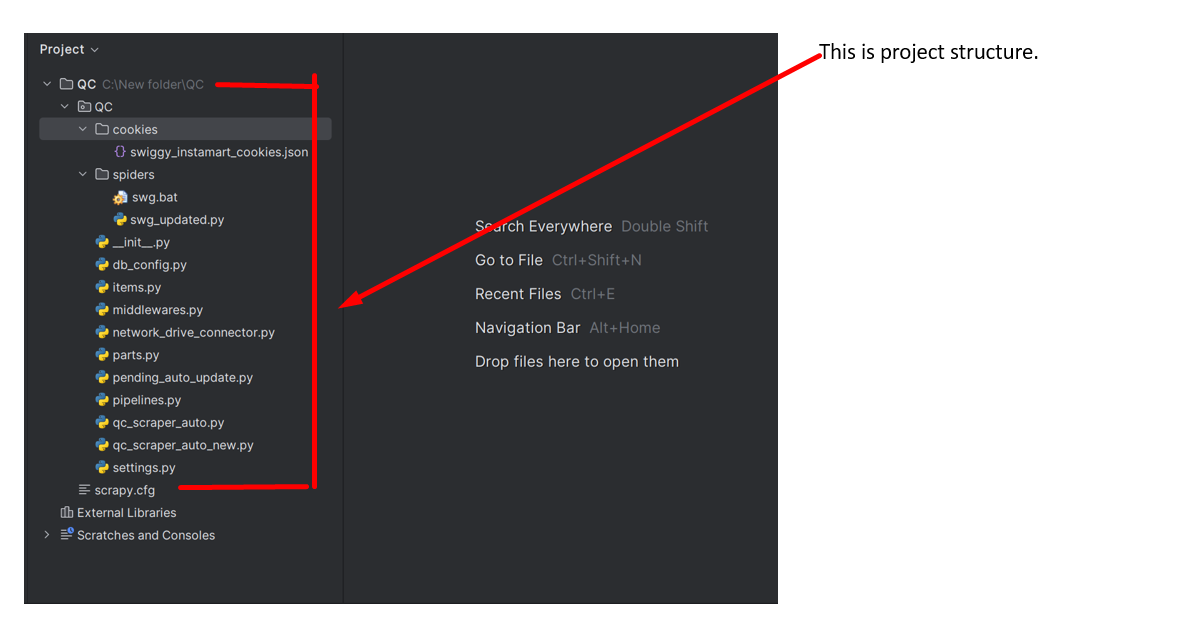 Project
This is project structure.
QC C:\New folder\QC
QC
cookies
swiggy_instamart_cookies.json
spiders
swg.bat
swg_updated.py
__init__.py
db_config.py
items.py
middlewares.py
network_drive_connector.py
parts.py
pending_auto_update.py
pipelines.py
qc_scraper_auto.py
qc_scraper_auto_new.py
settings.py
scrapy.cfg
External Libraries
Scratches and Consoles
Search Everywhere Double Shift
Go to File Ctrl+Shift+N
Recent Files Ctrl+E
Navigation Bar Alt+Home
Drop files here to open them